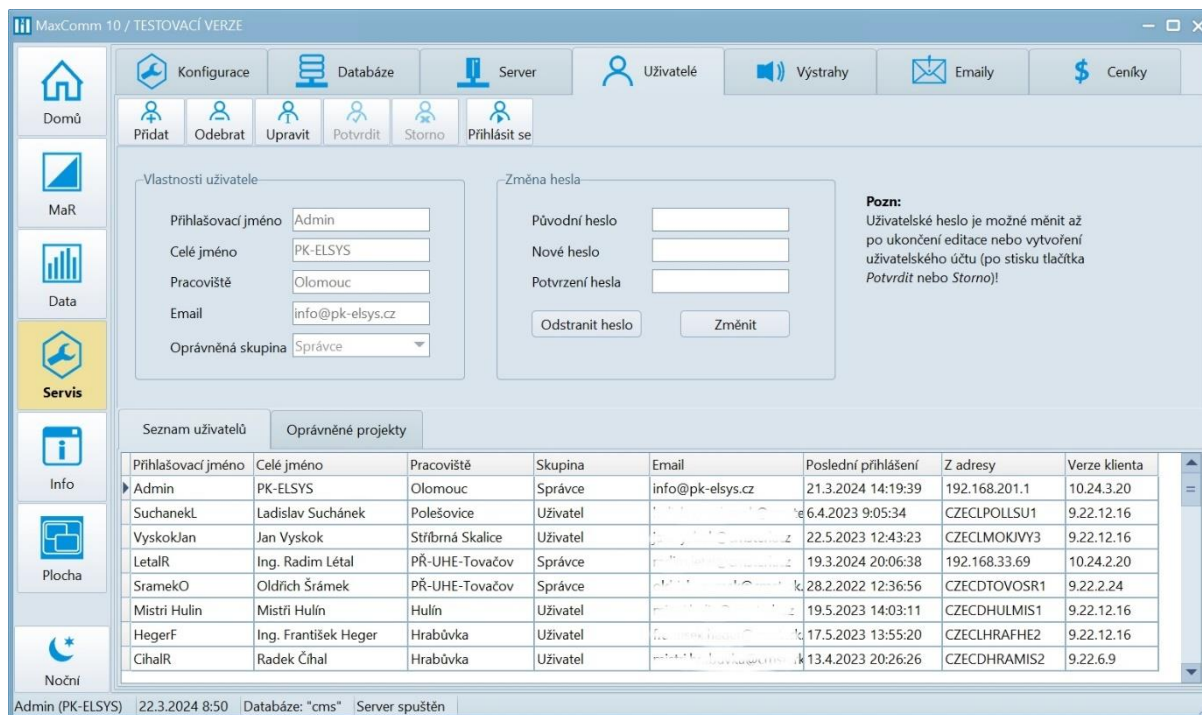 MaxComm 10 / TESTOVACÍ VERZE
Domů
MaR
Data
Servis
Info
Plocha
Noční
Konfigurace Databáze Server Uživatelé Výstrahy Emaily Ceníky
Přidat Odebrat Upravit Potvrdit Storno Přihlásit se
Vlastnosti uživatele
Přihlašovací jméno Admin
Celé jméno PK-ELSYS
Pracoviště Olomouc
Email info@pk-elsys.cz
Oprávněná skupina Správce
Změna hesla
Původní heslo
Nové heslo
Potvrzení hesla
Odstranit heslo Změnit
Pozn:
Uživatelské heslo je možné měnit až
po ukončení editace nebo vytvoření
uživatelského účtu (po stisku tlačítka
Potvrdit nebo Storno)!
Seznam uživatelů Oprávněné projekty
Přihlašovací jméno Celé jméno Pracoviště Skupina Email Poslední přihlášení Z adresy Verze klienta
Admin PK-ELSYS Olomouc Správce info@pk-elsys.cz 21.3.2024 14:19:39 192.168.201.1 10.24.3.20
SuchanekL Ladislav Suchánek Polešovice Uživatel 6.4.2023 9:05:34 CZECLPOLLSU1 9.22.12.16
VyskokJan Jan Vyskok Stříbrná Skalice Uživatel 22.5.2023 12:43:23 CZECLMOKJVY3 9.22.12.16
LetalR Ing. Radim Létal PŘ-UHE-Tovačov Správce 19.3.2024 20:06:38 192.168.33.69 10.24.2.20
SramekO Oldřich Šrámek PŘ-UHE-Tovačov Uživatel 28.2.2022 12:36:56 CZECDTOVOSR1 9.22.2.24
Mistri Hulin Mistři Hulín Hulín Uživatel 19.5.2023 14:03:11 CZECDHULMIS1 9.22.12.16
HegerF Ing. František Heger Hrabůvka Uživatel 17.5.2023 13:55:20 CZECLHRAFHE2 9.22.12.16
CihalR Radek Číhal Hrabůvka Uživatel 13.4.2023 20:26:26 CZECDHRAMIS2 9.22.6.9
Admin (PK-ELSYS) 22.3.2024 8:50 Databáze: "cms" Server spuštěn